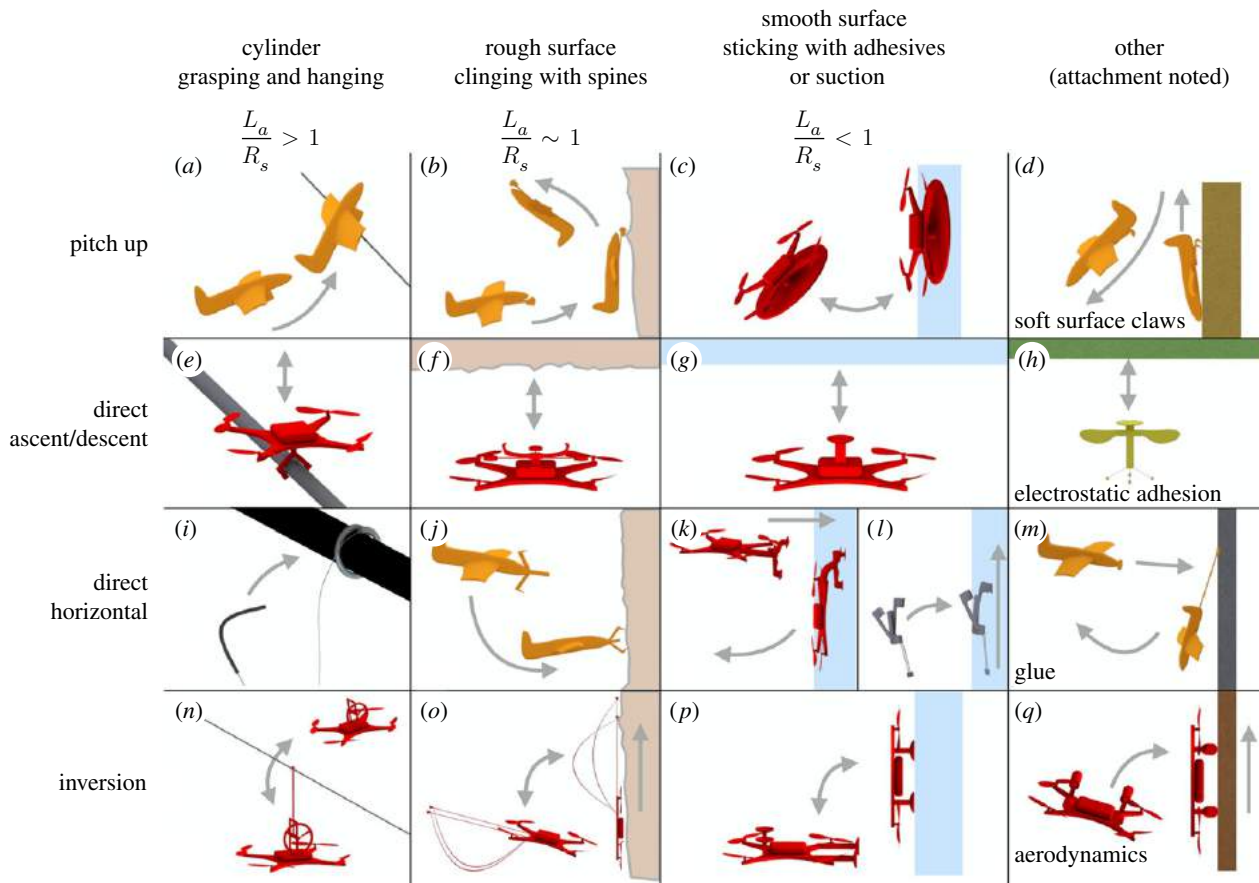 cylinder
grasping and hanging
rough surface
clinging with spines
smooth surface
sticking with adhesives
or suction
other
(attachment noted)
L_a/R_s > 1
L_a/R_s ∼ 1
L_a/R_s < 1
pitch up
(a)
(b)
(c)
(d)
soft surface claws
direct
ascent/descent
(e)
(f)
(g)
(h)
electrostatic adhesion
direct
horizontal
(i)
(j)
(k)
(l)
(m)
glue
inversion
(n)
(o)
(p)
(q)
aerodynamics